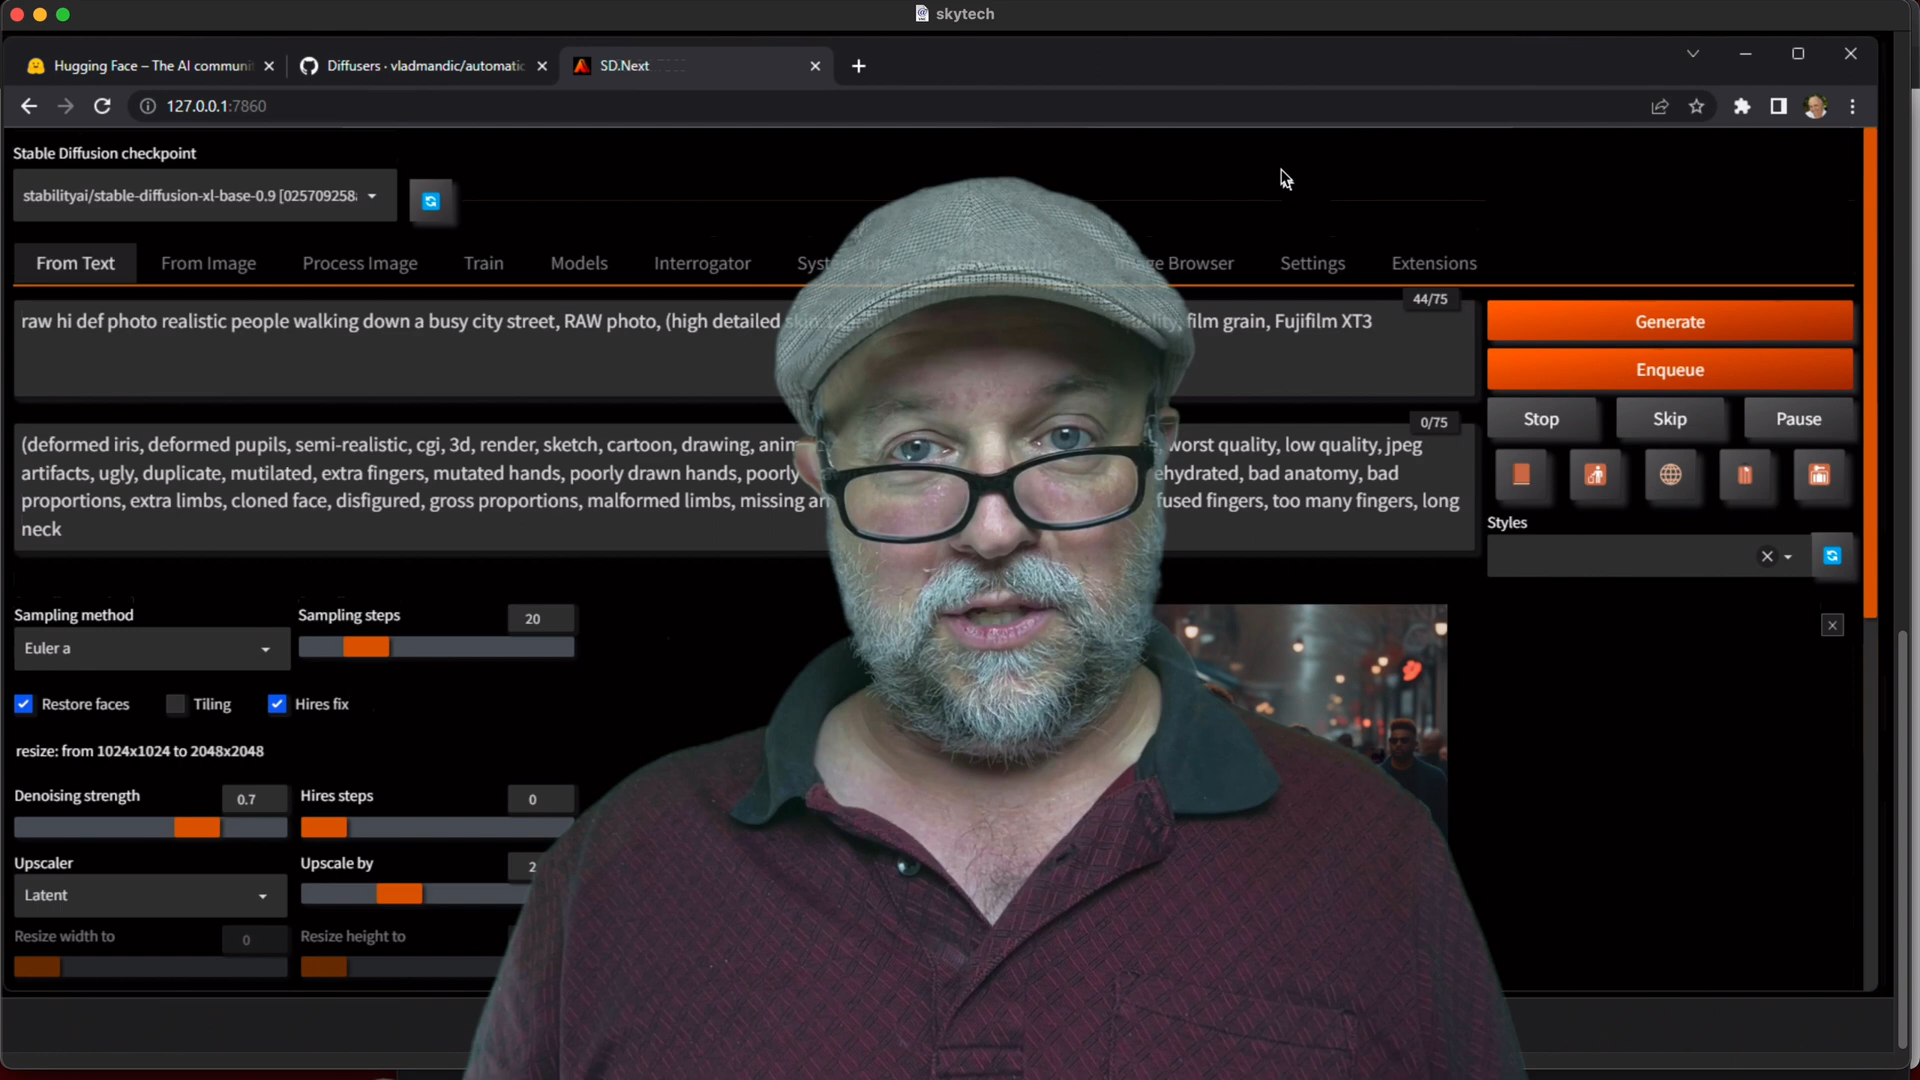 skytech
Hugging Face – The AI communi
Diffusers · vladmandic/automatic
SD.Next
127.0.0.1:7860
Stable Diffusion checkpoint
stabilityai/stable-diffusion-xl-base-0.9 [025709258
From Text From Image Process Image Train Models Interrogator Image Browser Settings Extensions
44/75
raw hi def photo realistic people walking down a busy city street, RAW photo, (high detailed film grain, Fujifilm XT3
Generate
Enqueue
0/75
(deformed iris, deformed pupils, semi-realistic, cgi, 3d, render, sketch, cartoon, drawing, anim worst quality, low quality, jpeg
artifacts, ugly, duplicate, mutilated, extra fingers, mutated hands, poorly drawn hands, poorly ehydrated, bad anatomy, bad
proportions, extra limbs, cloned face, disfigured, gross proportions, malformed limbs, missing ar fused fingers, too many fingers, long
neck
Stop Skip Pause
Styles
Sampling method
Euler a
Sampling steps
20
Restore faces Tiling Hires fix
resize: from 1024x1024 to 2048x2048
Denoising strength
0.7
Hires steps
0
Upscaler
Latent
Upscale by
2
Resize width to
0
Resize height to